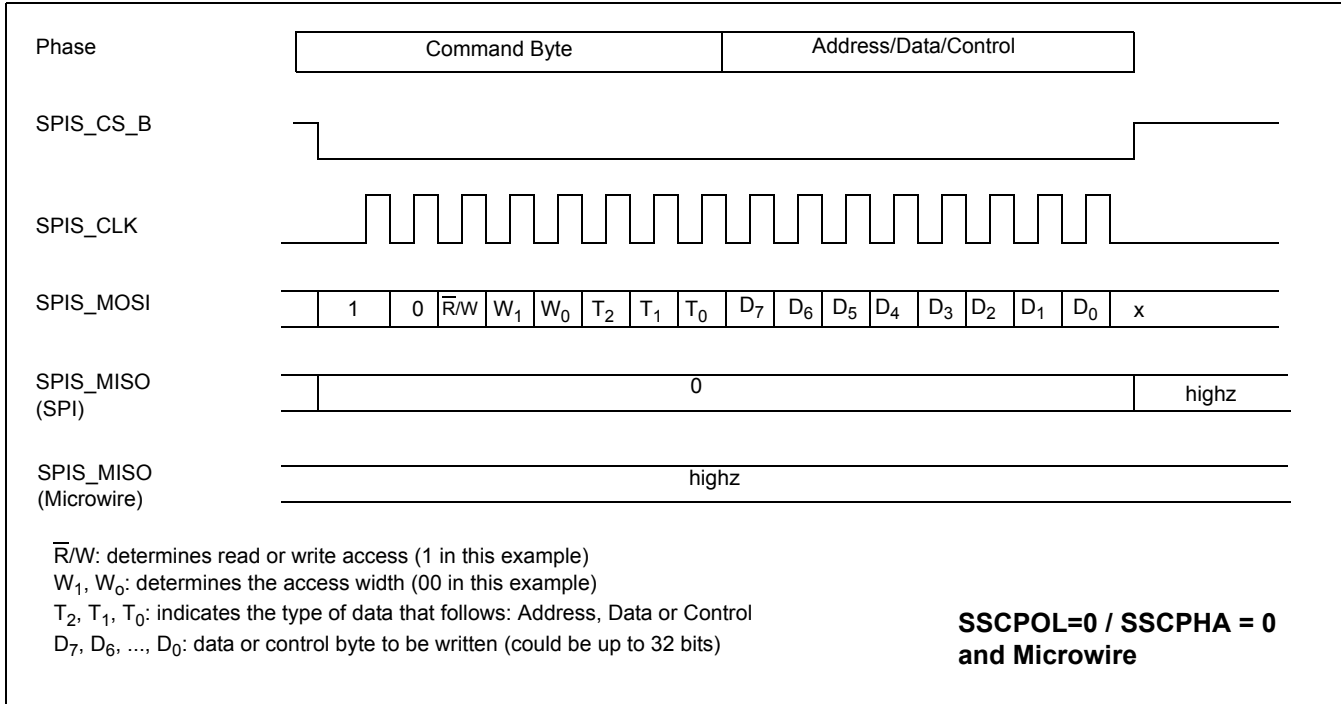 Phase Command Byte Address/Data/Control
SPIS_CS_B
SPIS_CLK
SPIS_MOSI 1 0 R̅/W W₁ W₀ T₂ T₁ T₀ D₇ D₆ D₅ D₄ D₃ D₂ D₁ D₀ x
SPIS_MISO 0
(SPI) highz
SPIS_MISO highz
(Microwire)
R̅/W: determines read or write access (1 in this example)
W₁, Wₒ: determines the access width (00 in this example)
T₂, T₁, T₀: indicates the type of data that follows: Address, Data or Control
D₇, D₆, ..., D₀: data or control byte to be written (could be up to 32 bits)
SSCPOL=0 / SSCPHA = 0
and Microwire